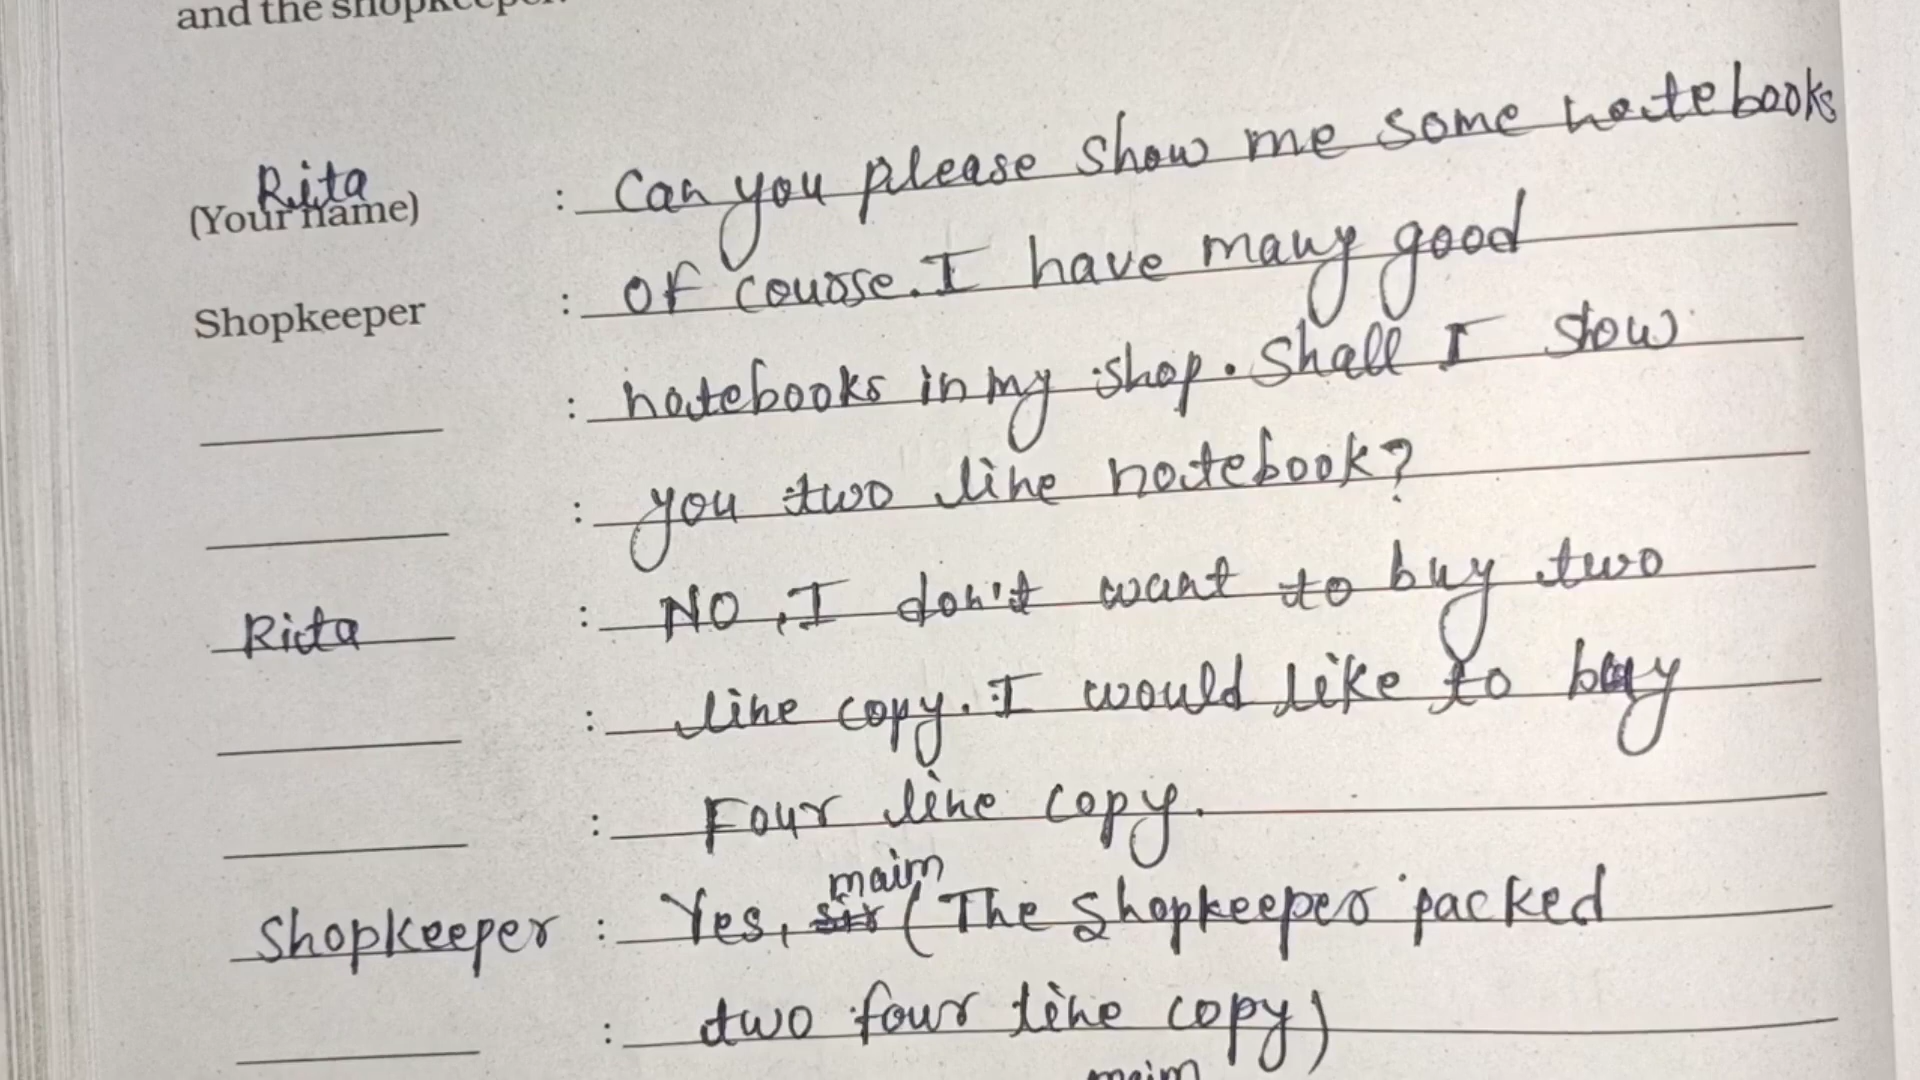 and the shopkeeper.
Rita
(Your name) : Can you please show me some notebooks
Shopkeeper : Of course. I have many good
: notebooks in my shop. Shall I show
: you two line notebook?
Rita : NO, I don't want to buy two
: line copy. I would like to buy
: Four line copy.
maim
Shopkeeper : Yes, sir (The Shopkeeper packed
: two four line copy)
maim